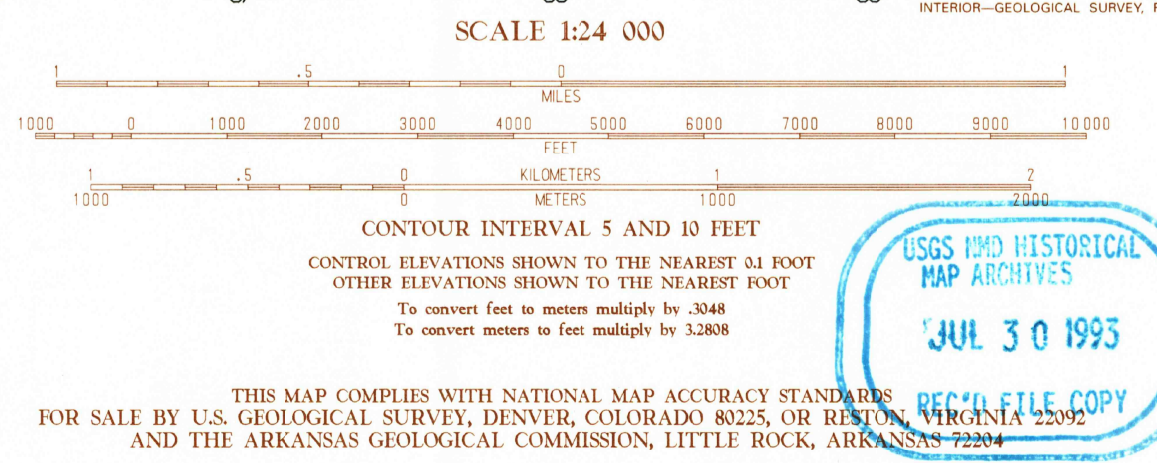 INTERIOR—GEOLOGICAL SURVEY,
SCALE 1:24 000
1 .5 0 1
MILES
1000 0 1000 2000 3000 4000 5000 6000 7000 8000 9000 10 000
FEET
1 .5 0 KILOMETERS 1 2
1000 0 METERS 1000 2000
CONTOUR INTERVAL 5 AND 10 FEET
CONTROL ELEVATIONS SHOWN TO THE NEAREST 0.1 FOOT
OTHER ELEVATIONS SHOWN TO THE NEAREST FOOT
To convert feet to meters multiply by .3048
To convert meters to feet multiply by 3.2808
USGS NMD HISTORICAL
MAP ARCHIVES
JUL 30 1993
REC'D FILE COPY
THIS MAP COMPLIES WITH NATIONAL MAP ACCURACY STANDARDS
FOR SALE BY U.S. GEOLOGICAL SURVEY, DENVER, COLORADO 80225, OR RESTON, VIRGINIA 22092
AND THE ARKANSAS GEOLOGICAL COMMISSION, LITTLE ROCK, ARKANSAS 72204